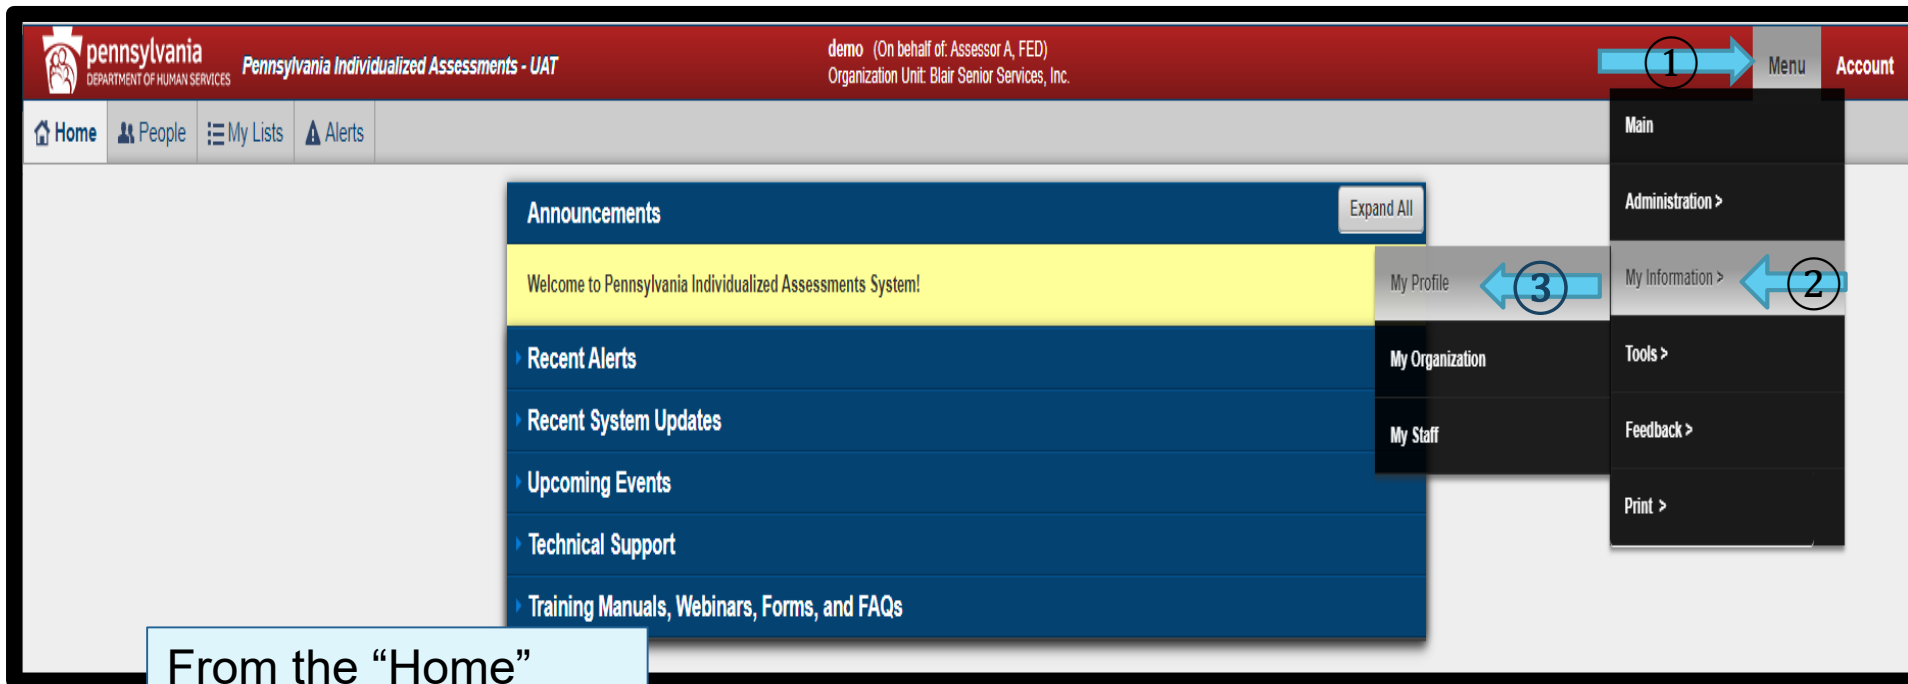 pennsylvania
DEPARTMENT OF HUMAN SERVICES
Pennsylvania Individualized Assessments - UAT
demo (On behalf of: Assessor A, FED)
Organization Unit: Blair Senior Services, Inc.
1
Menu
Account
Home
People
My Lists
Alerts
Main
Administration >
My Information >
2
Tools >
Feedback >
Print >
My Profile
3
My Organization
My Staff
Announcements
Expand All
Welcome to Pennsylvania Individualized Assessments System!
Recent Alerts
Recent System Updates
Upcoming Events
Technical Support
Training Manuals, Webinars, Forms, and FAQs
From the “Home”